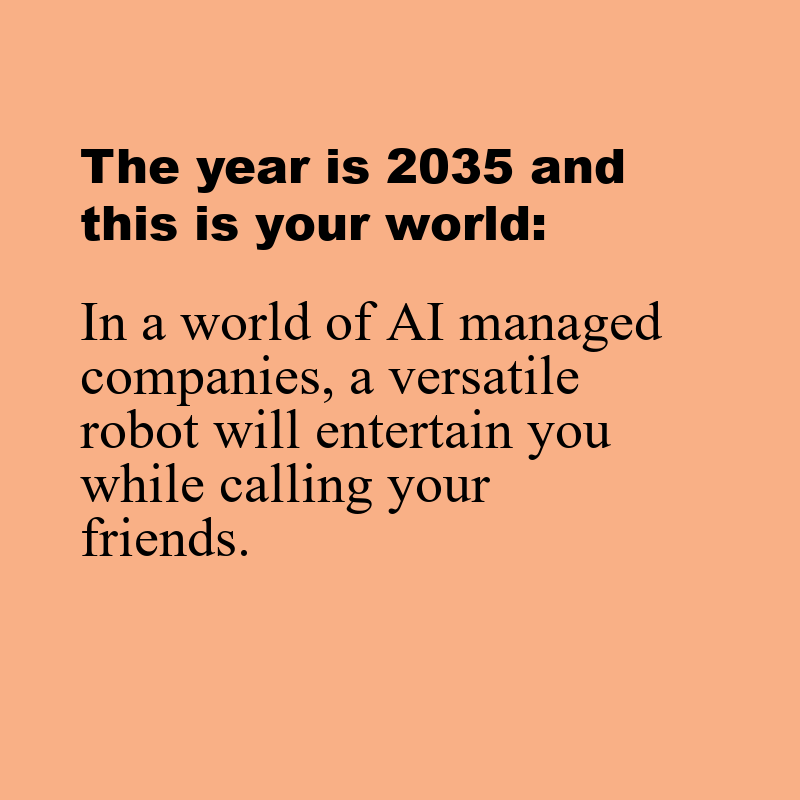 The year is 2035 and
this is your world:
In a world of AI managed
companies, a versatile
robot will entertain you
while calling your
friends.